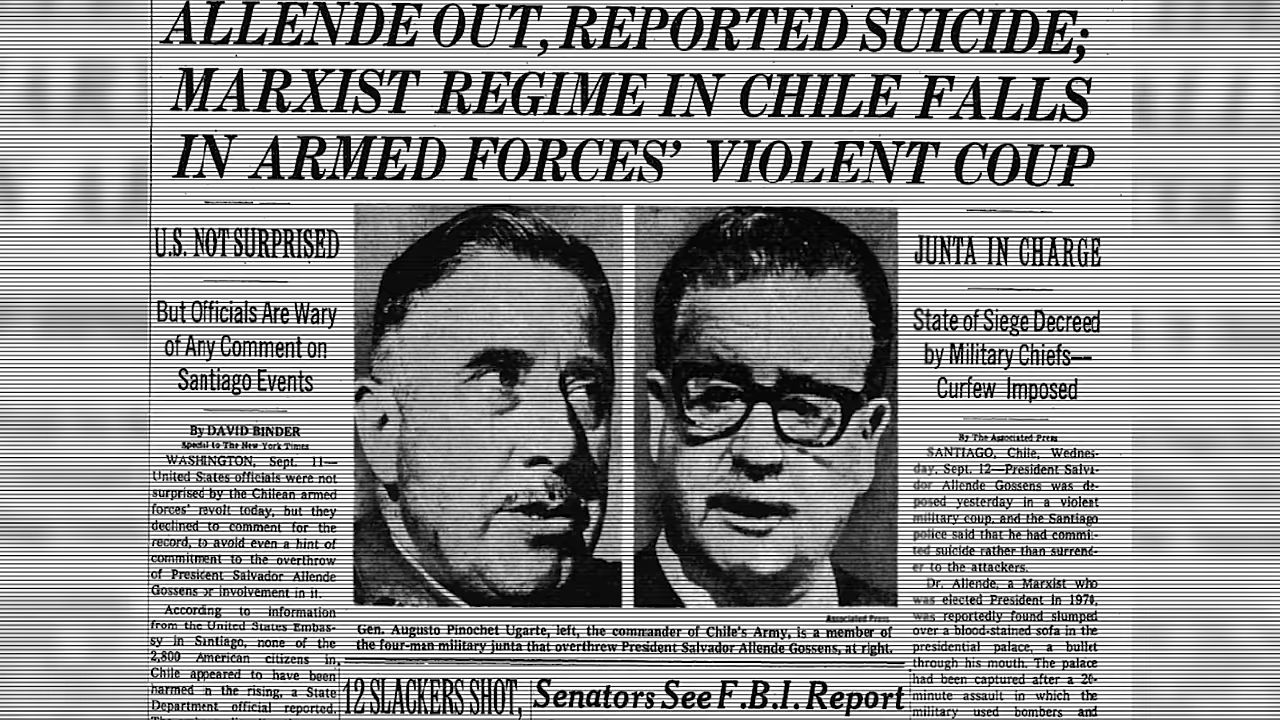 ALLENDE OUT, REPORTED SUICIDE;
MARXIST REGIME IN CHILE FALLS
IN ARMED FORCES' VIOLENT COUP
U.S. NOT SURPRISED
But Officials Are Wary
of Any Comment on
Santiago Events
By DAVID BINDER
Special to The New York Times
WASHINGTON, Sept. 11—
United States officials were not
surprised by the Chilean armed
forces' revolt today, but they
declined to comment for the
record, to avoid even a hint of
commitment to the overthrow
of President Salvador Allende
Gossens or involvement in it.
According to information
from the United States Embas-
sy in Santiago, none of the
2,800 American citizens in
Chile appeared to have been
harmed in the rising, a State
Department official reported.
Associated Press
Gen. Augusto Pinochet Ugarte, left, the commander of Chile's Army, is a member of
the four-man military junta that overthrew President Salvador Allende Gossens, at right.
12 SLACKERS SHOT,
Senators See F.B.I. Report
JUNTA IN CHARGE
State of Siege Decreed
by Military Chiefs—
Curfew Imposed
By The Associated Press
SANTIAGO, Chile, Wednes-
day, Sept. 12—President Salva-
dor Allende Gossens was de-
posed yesterday in a violent
military coup, and the Santiago
police said that he had commit-
ted suicide rather than surrend-
er to the attackers.
Dr. Allende, a Marxist who
was elected President in 1970,
was reportedly found slumped
over a blood-stained sofa in the
presidential palace, a bullet
through his mouth. The palace
had been captured after a 20-
minute assault in which the
military used bombers and